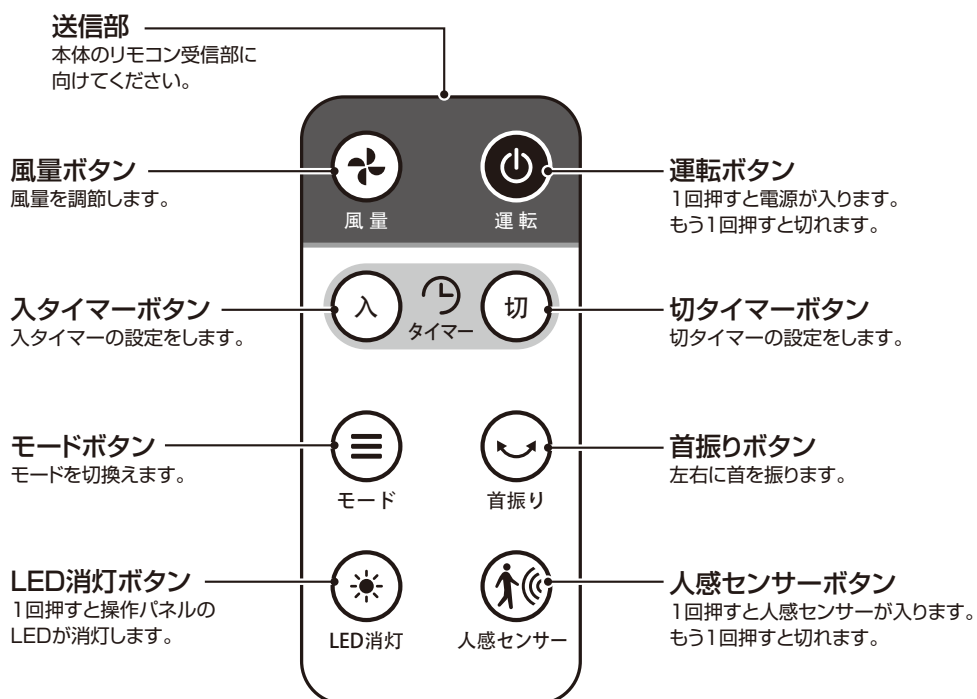 送信部
本体のリモコン受信部に
向けてください。
風量ボタン
風量を調節します。
運転ボタン
1回押すと電源が入ります。
もう1回押すと切れます。
風量
運転
入タイマーボタン
入タイマーの設定をします。
入
タイマー
切
切タイマーボタン
切タイマーの設定をします。
モードボタン
モードを切換えます。
モード
首振り
首振りボタン
左右に首を振ります。
LED消灯ボタン
1回押すと操作パネルの
LEDが消灯します。
LED消灯
人感センサー
人感センサーボタン
1回押すと人感センサーが入ります。
もう1回押すと切れます。